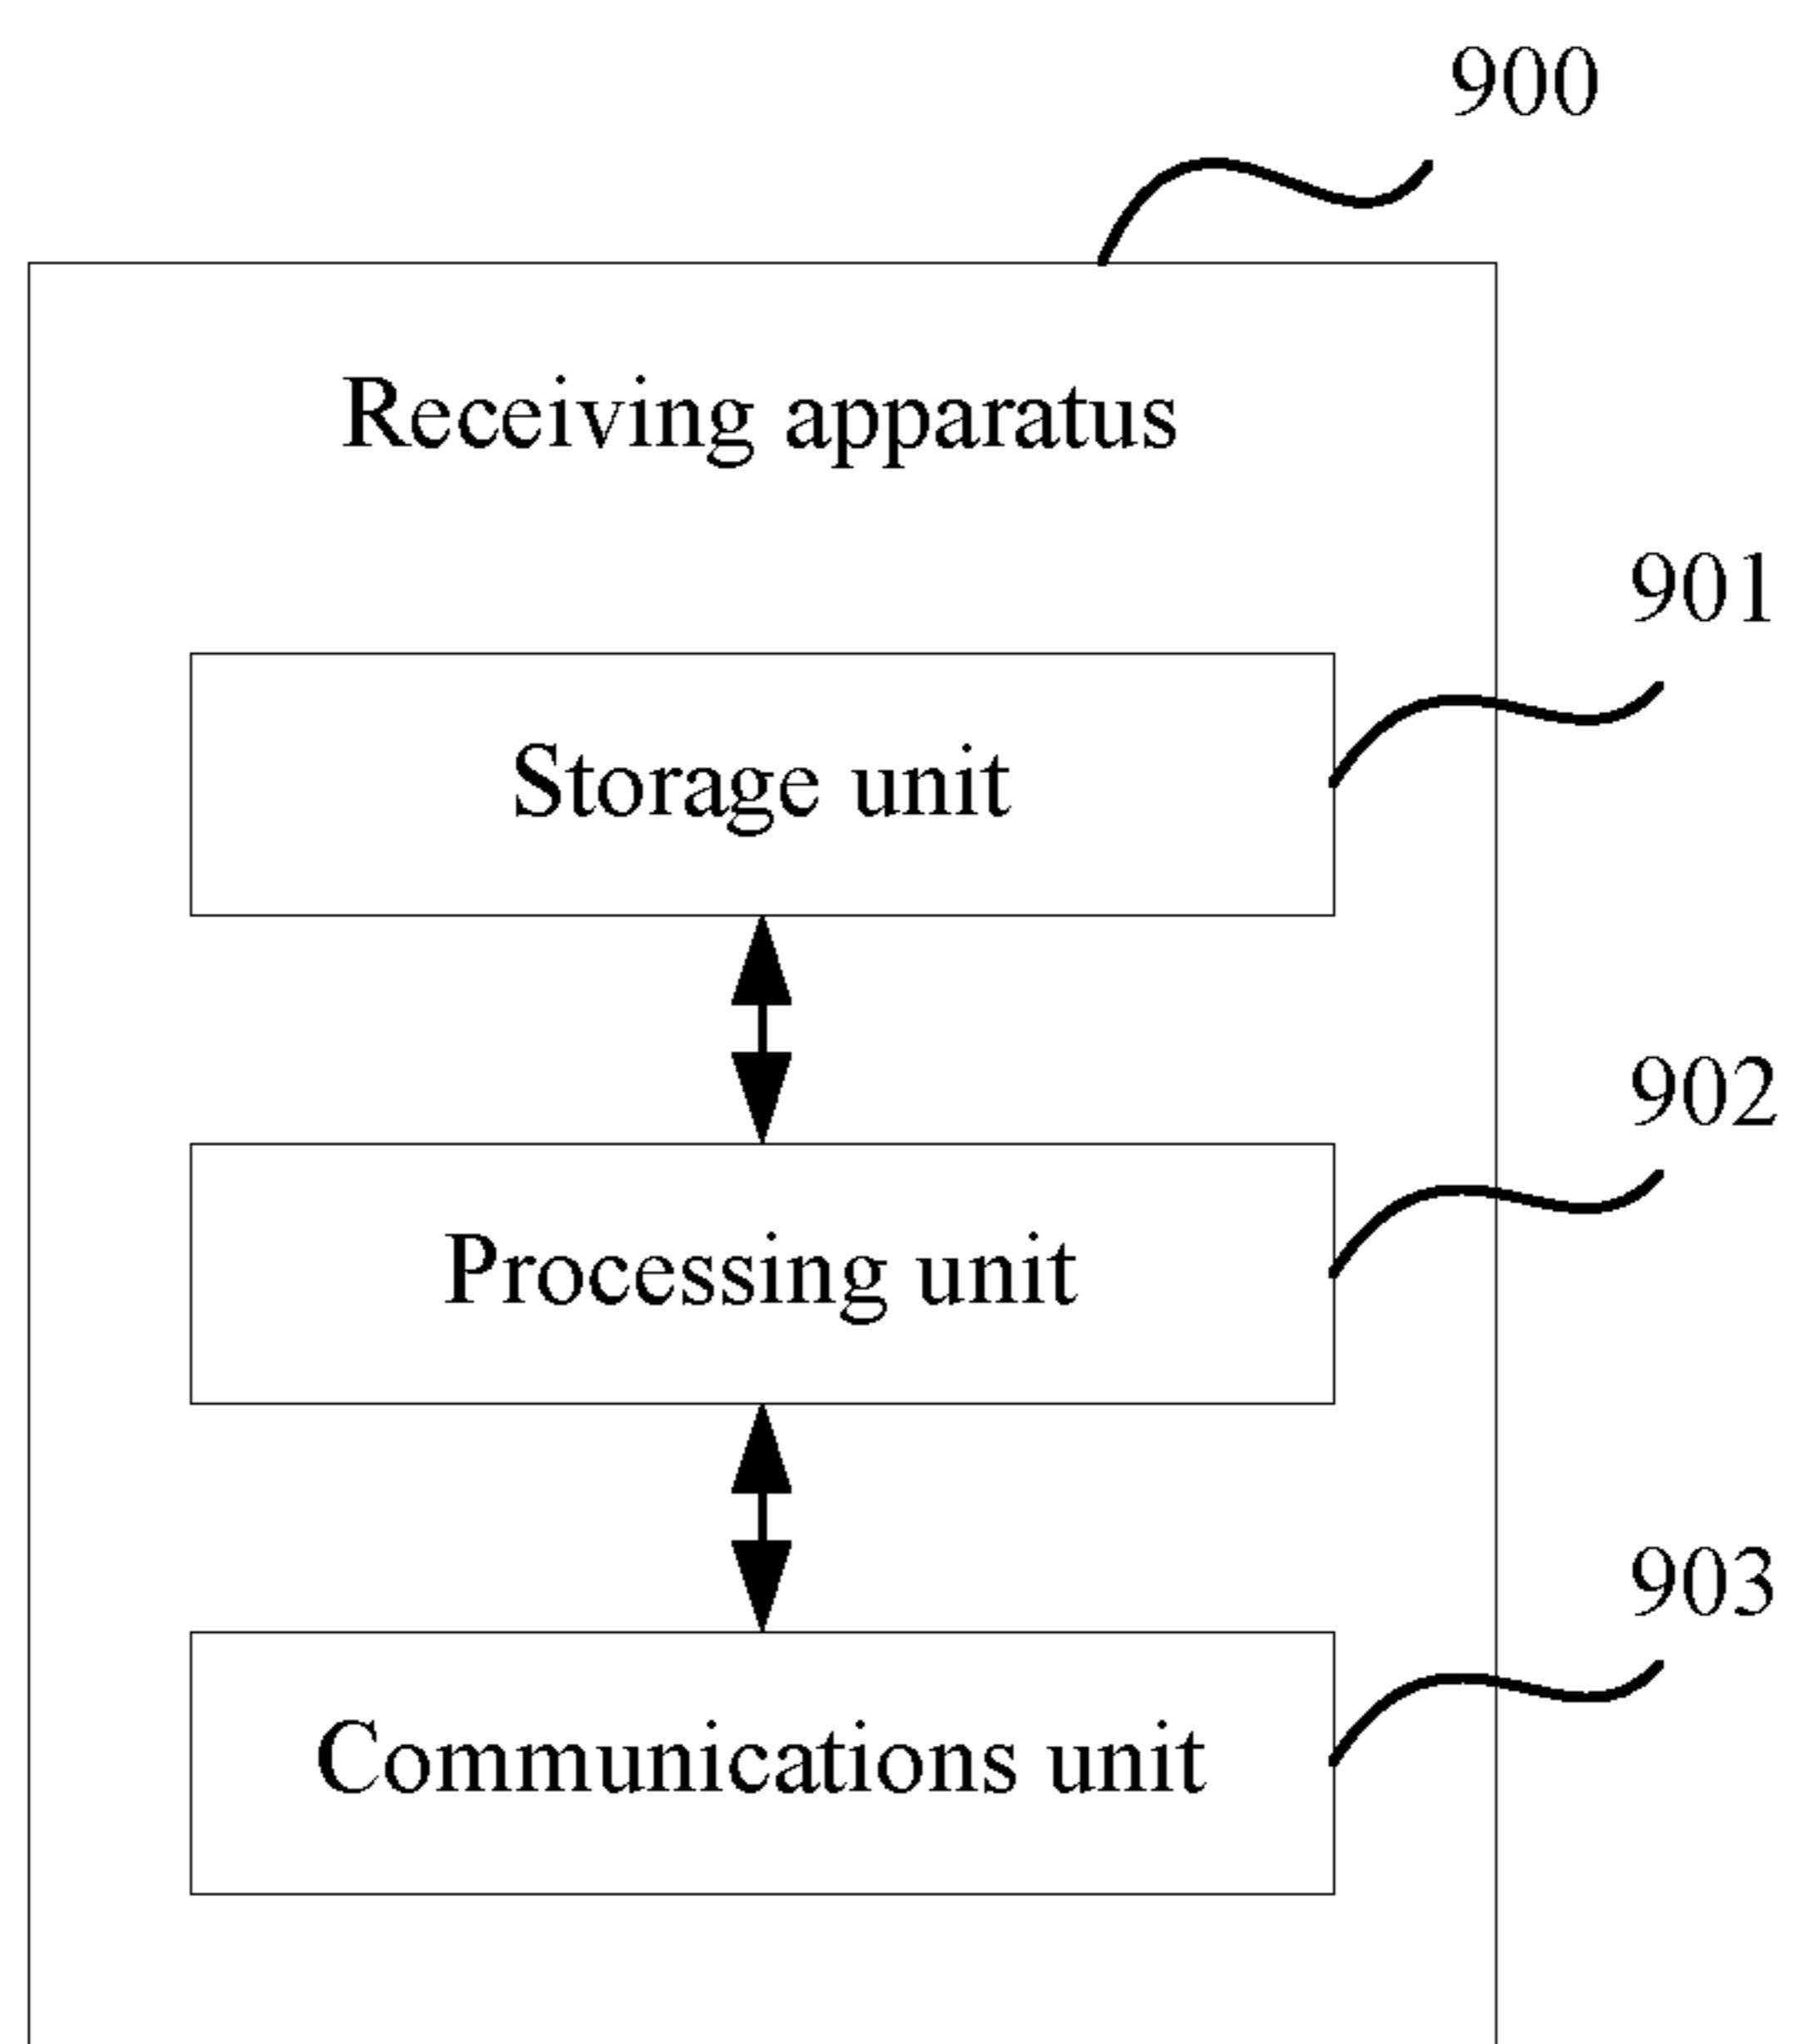 900
Receiving apparatus
901
Storage unit
902
Processing unit
903
Communications unit